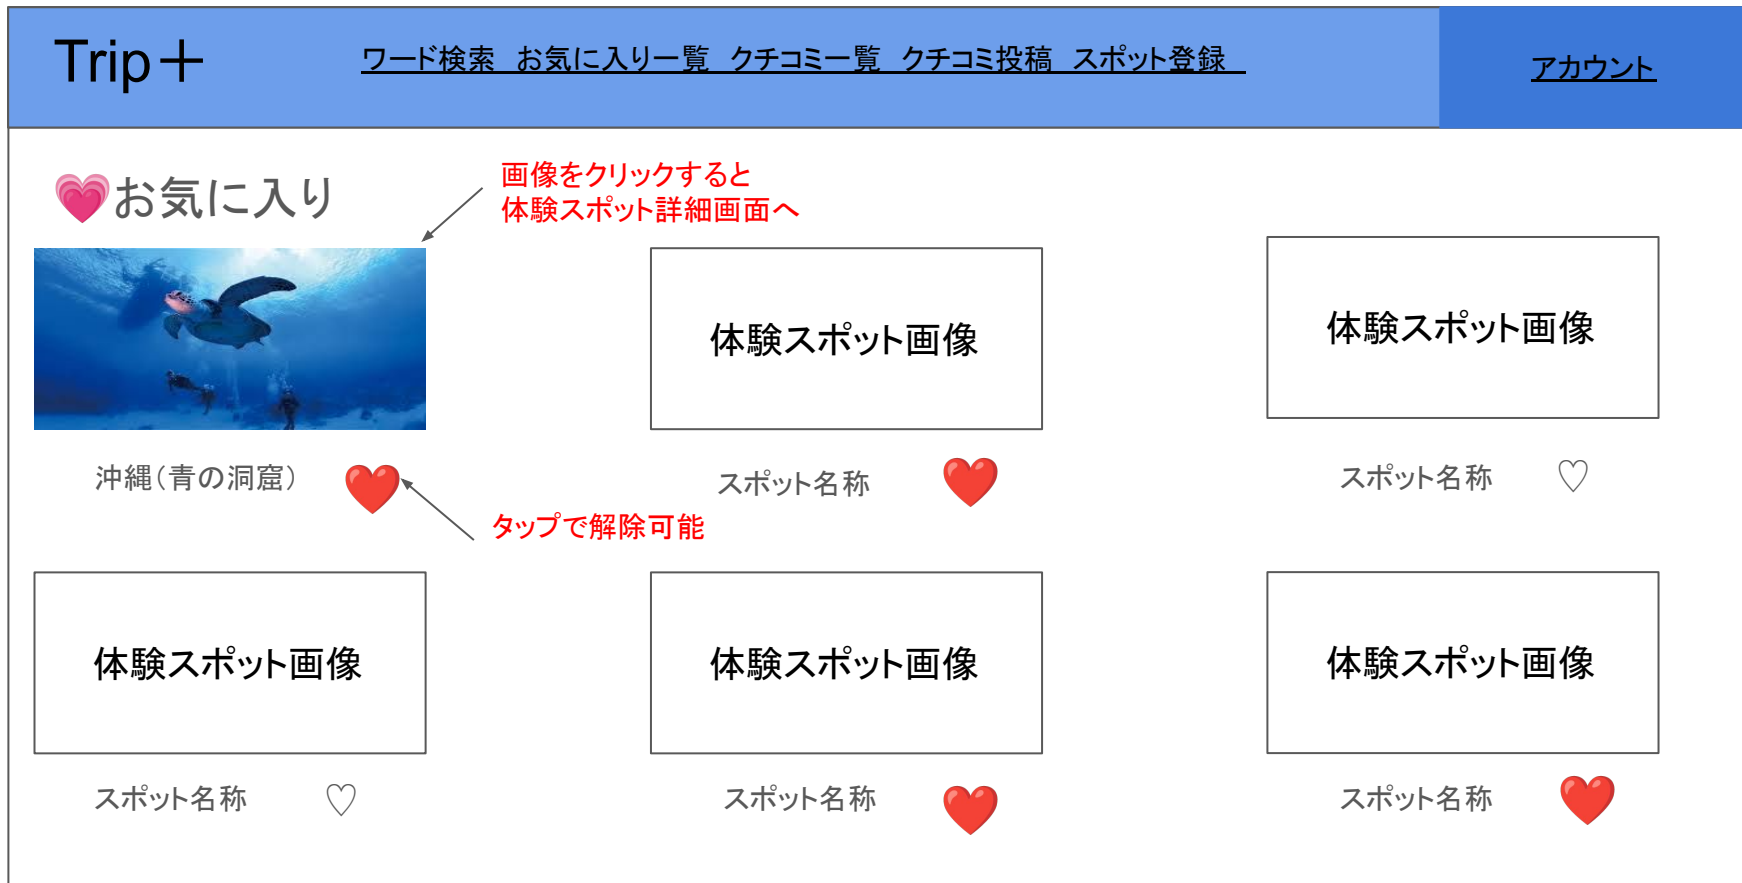 Trip＋
ワード検索　お気に入り一覧　クチコミ一覧　クチコミ投稿　スポット登録
アカウント
💗お気に入り
画像をクリックすると
体験スポット詳細画面へ
体験スポット画像
体験スポット画像
沖縄（青の洞窟）
❤️
スポット名称
❤️
スポット名称
♡
タップで解除可能
体験スポット画像
体験スポット画像
体験スポット画像
スポット名称
♡
スポット名称
❤️
スポット名称
❤️